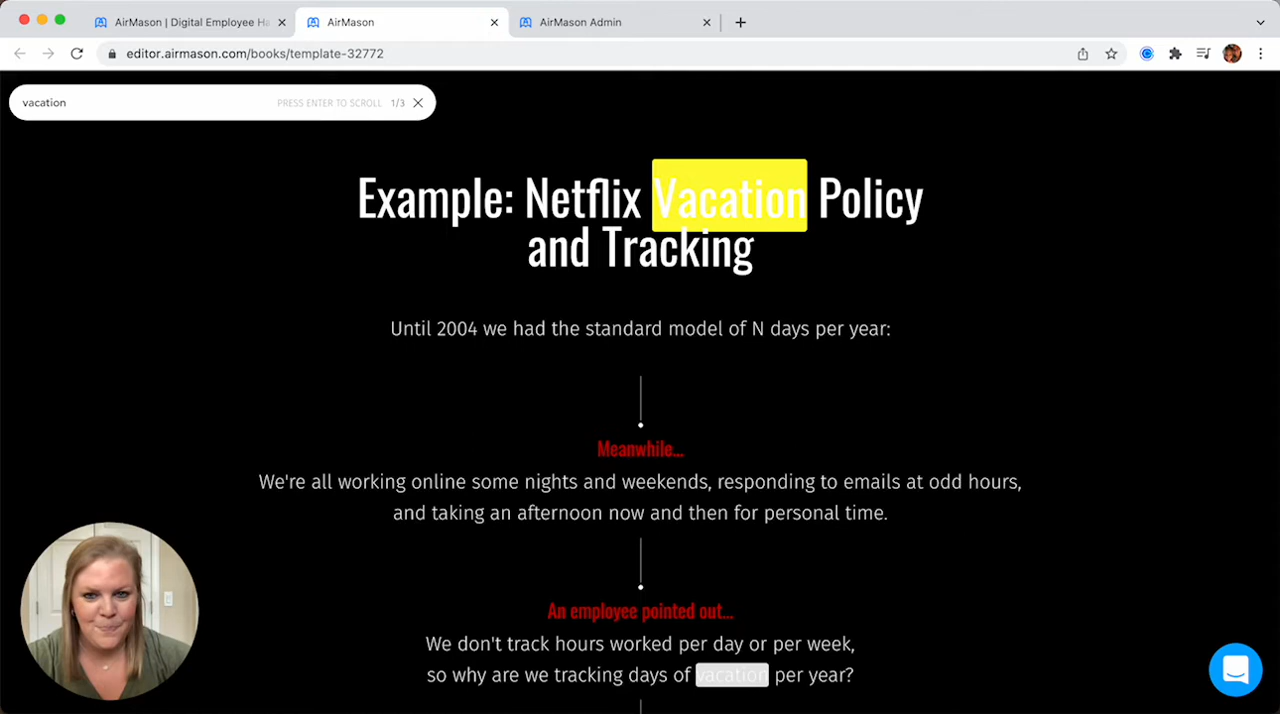 AirMason | Digital Employee Ha
AirMason
AirMason Admin
editor.airmason.com/books/template-32772
vacation PRESS ENTER TO SCROLL 1/3
Example: Netflix Vacation Policy
and Tracking
Until 2004 we had the standard model of N days per year:
Meanwhile...
We're all working online some nights and weekends, responding to emails at odd hours,
and taking an afternoon now and then for personal time.
An employee pointed out...
We don't track hours worked per day or per week,
so why are we tracking days of vacation per year?